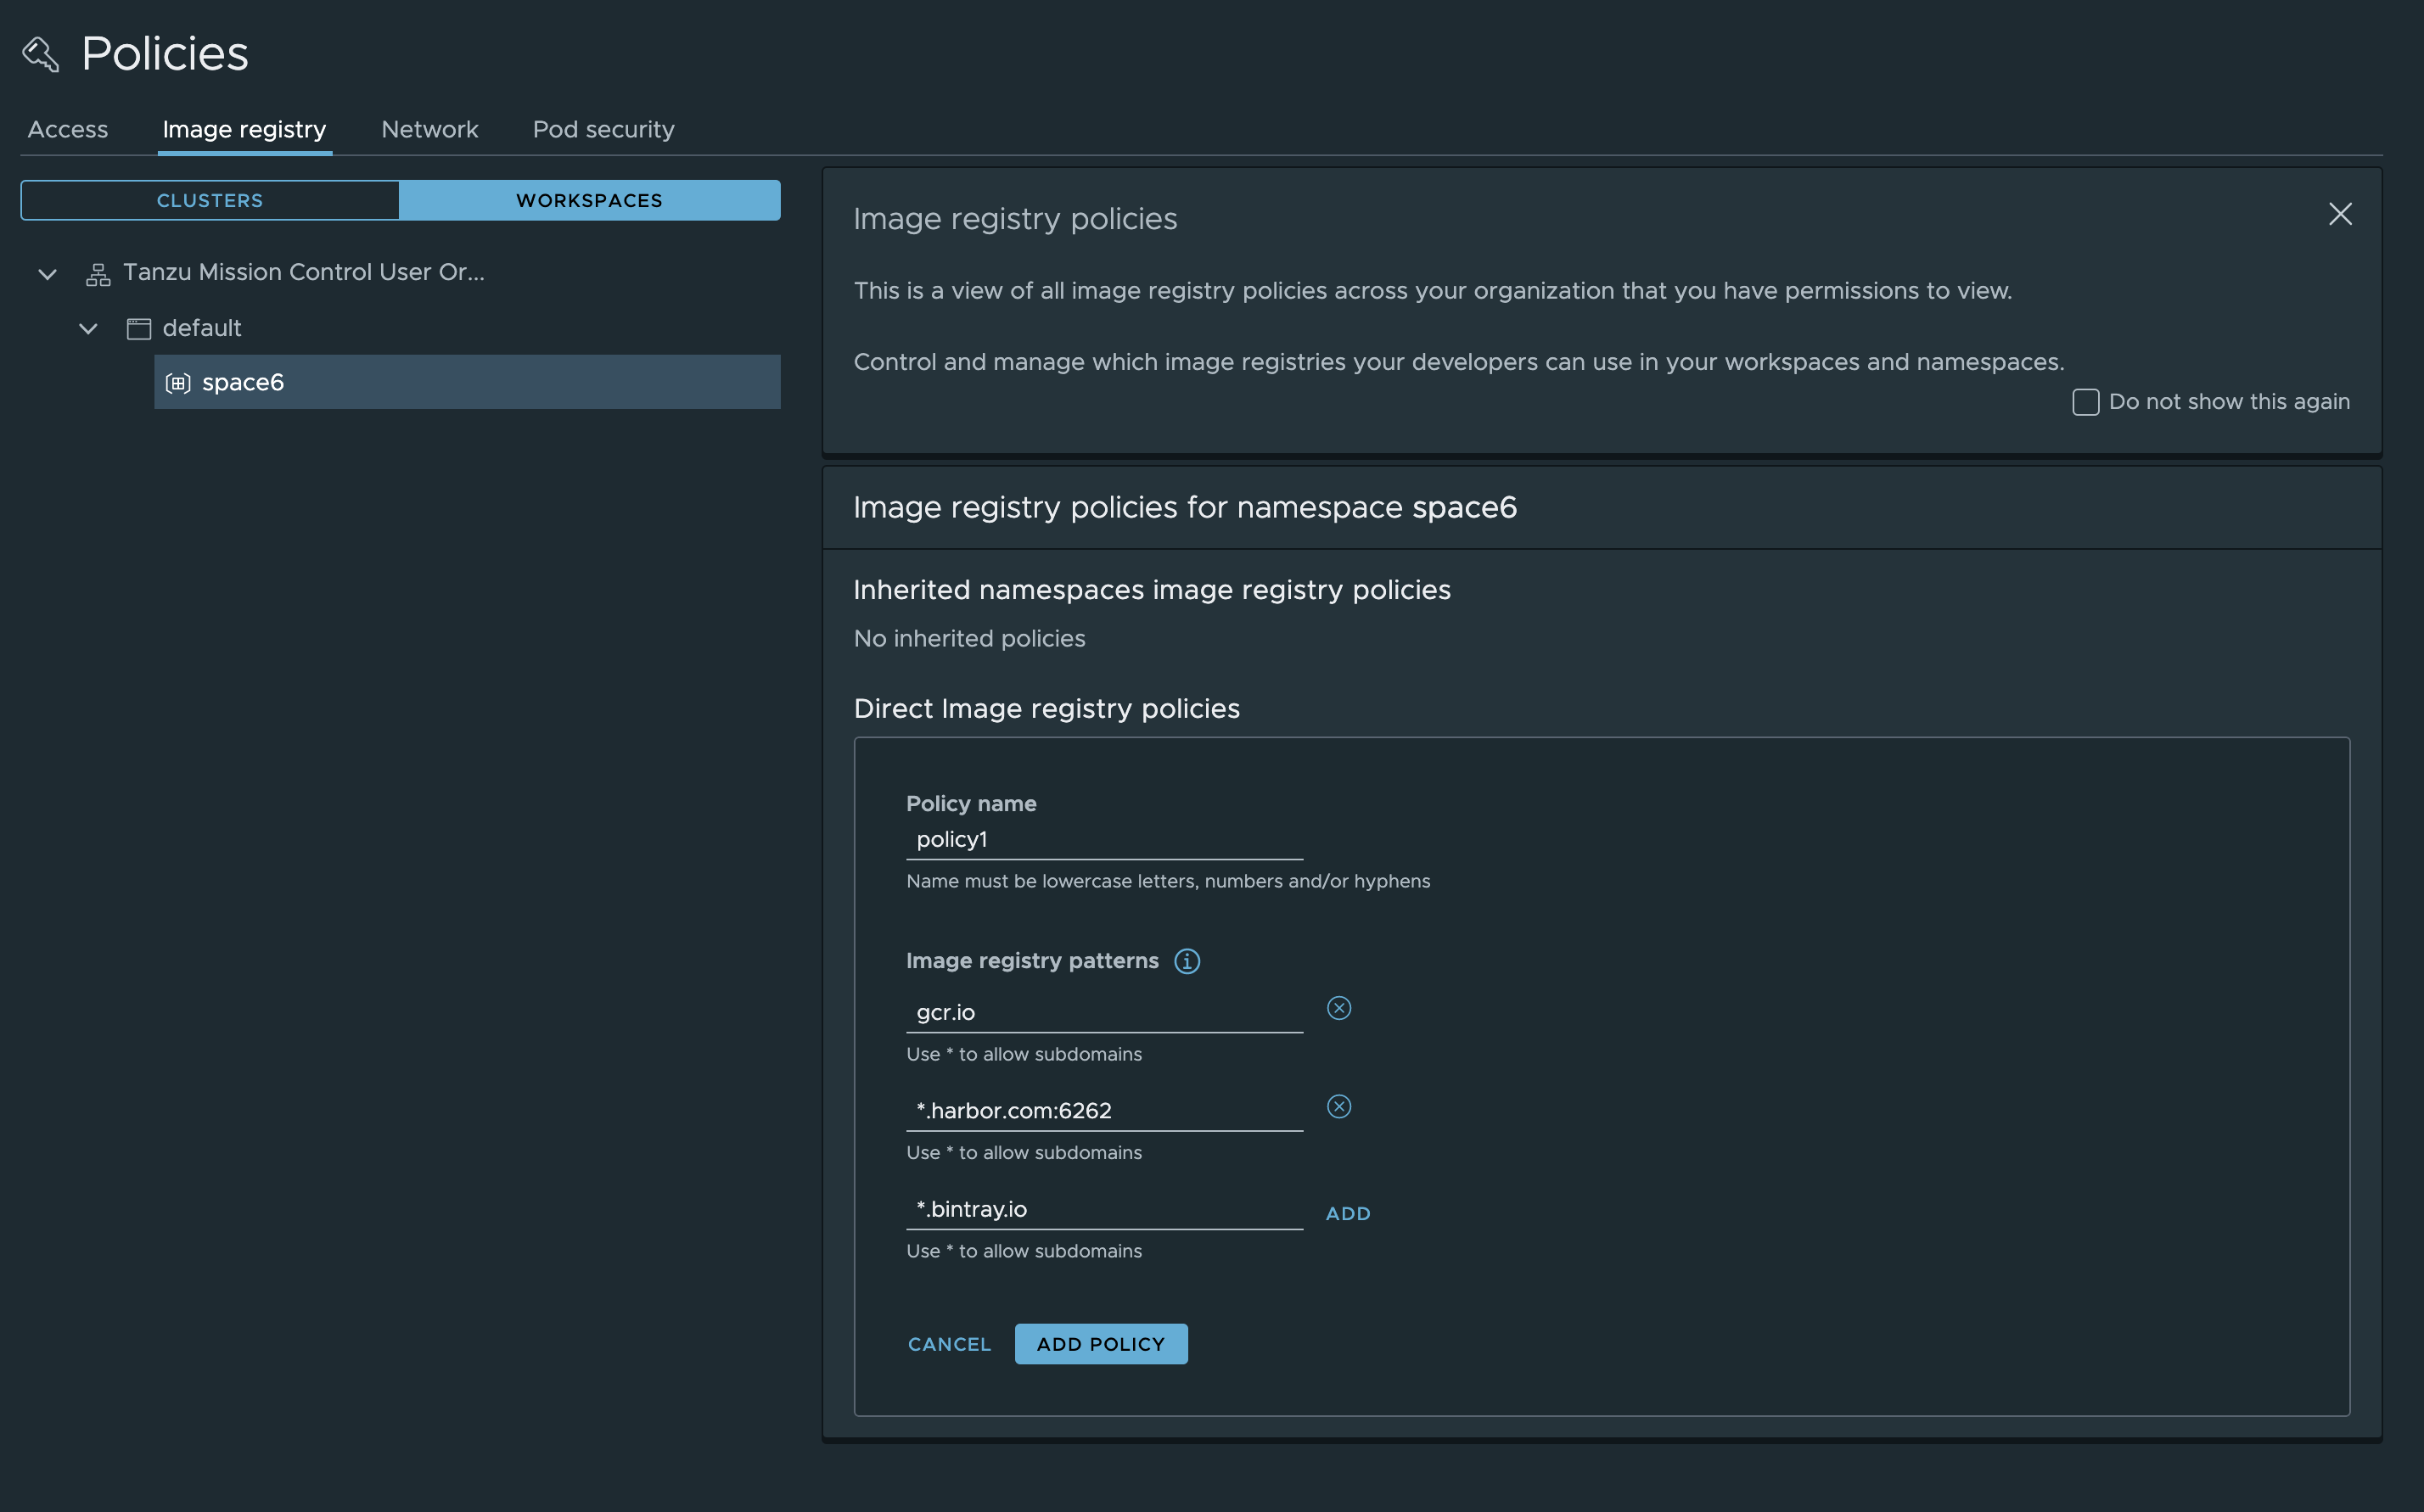 Policies
Access
Image registry
Network
Pod security
CLUSTERS
WORKSPACES
Tanzu Mission Control User Or...
default
space6
Image registry policies
This is a view of all image registry policies across your organization that you have permissions to view.
Control and manage which image registries your developers can use in your workspaces and namespaces.
Do not show this again
Image registry policies for namespace space6
Inherited namespaces image registry policies
No inherited policies
Direct Image registry policies
Policy name
policy1
Name must be lowercase letters, numbers and/or hyphens
Image registry patterns
gcr.io
Use * to allow subdomains
*.harbor.com:6262
Use * to allow subdomains
*.bintray.io
ADD
Use * to allow subdomains
CANCEL
ADD POLICY